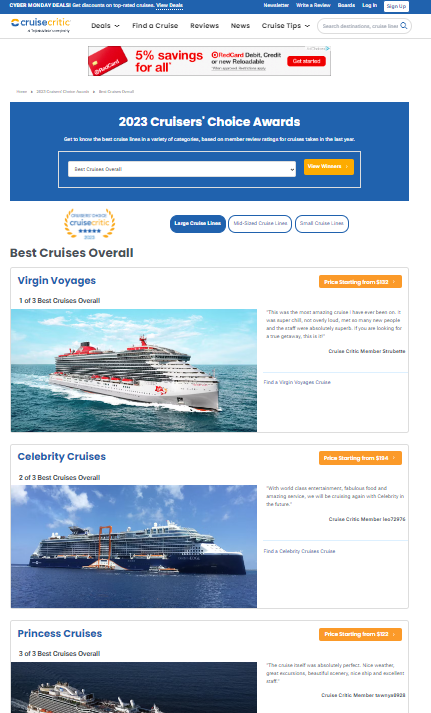 CYBER MONDAY DEALS! Get discounts on top-rated cruises. View Deals
Newsletter Write a Review Boards Log In Sign Up
cruisecritic
a Tripadvisor company
Deals Find a Cruise Reviews News Cruise Tips
Search destinations, cruise lines
RedCard
5% savings
for all*
RedCard Debit, Credit
or new Reloadable
*Main apointment restrictions apply
Get started
Home 2023 Cruisers' Choice Awards Best Cruises Overall
2023 Cruisers' Choice Awards
Get to know the best cruise lines in a variety of categories, based on member review ratings for cruises taken in the last year.
Best Cruises Overall
View Winners
CRUISERS' CHOICE
cruisecritic
2023
Large Cruise Lines Mid-Sized Cruise Lines Small Cruise Lines
Best Cruises Overall
Virgin Voyages
Price Starting from
1 of 3 Best Cruises Overall
"This was the most amazing cruise I have ever been on. It
was super chill, not overly loud, met so many new people
and the staff were absolutely superb. If you are looking for
a true getaway, this is it!"
Cruise Critic Member Strubette
Find a Virgin Voyages Cruise
Celebrity Cruises
Price Starting from $194
2 of 3 Best Cruises Overall
"With world class entertainment, fabulous food and
amazing service, we will be cruising again with Celebrity in
the future."
Cruise Critic Member les72976
Find a Celebrity Cruises Cruise
Princess Cruises
Price Starting from $122
3 of 3 Best Cruises Overall
"The cruise itself was absolutely perfect. Nice weather,
great excursions, beautiful scenery, nice ship and excellent
staff."
Cruise Critic Member tawnya0928